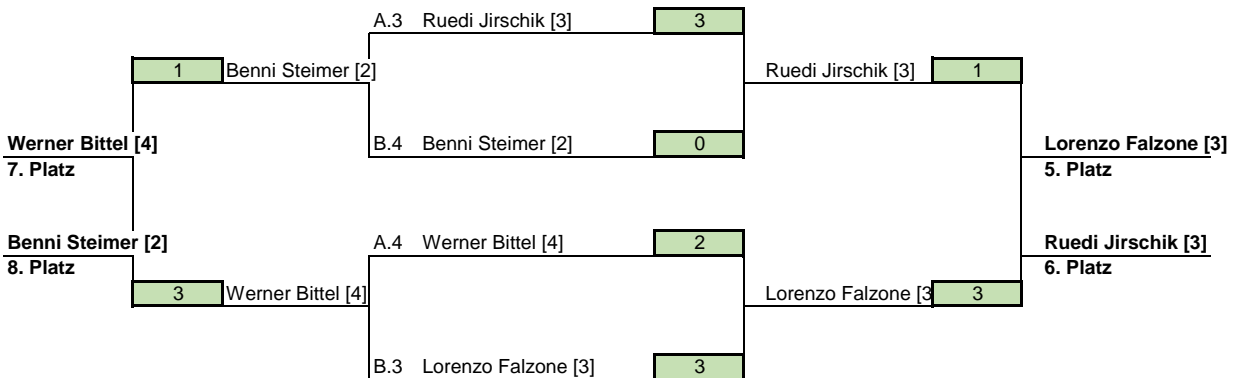 A.3 Ruedi Jirschik [3] 3
1 Benni Steimer [2] Ruedi Jirschik [3] 1
Werner Bittel [4] B.4 Benni Steimer [2] 0 Lorenzo Falzone [3]
7. Platz 5. Platz
Benni Steimer [2] A.4 Werner Bittel [4] 2 Ruedi Jirschik [3]
8. Platz 6. Platz
3 Werner Bittel [4] Lorenzo Falzone [3 3
B.3 Lorenzo Falzone [3] 3